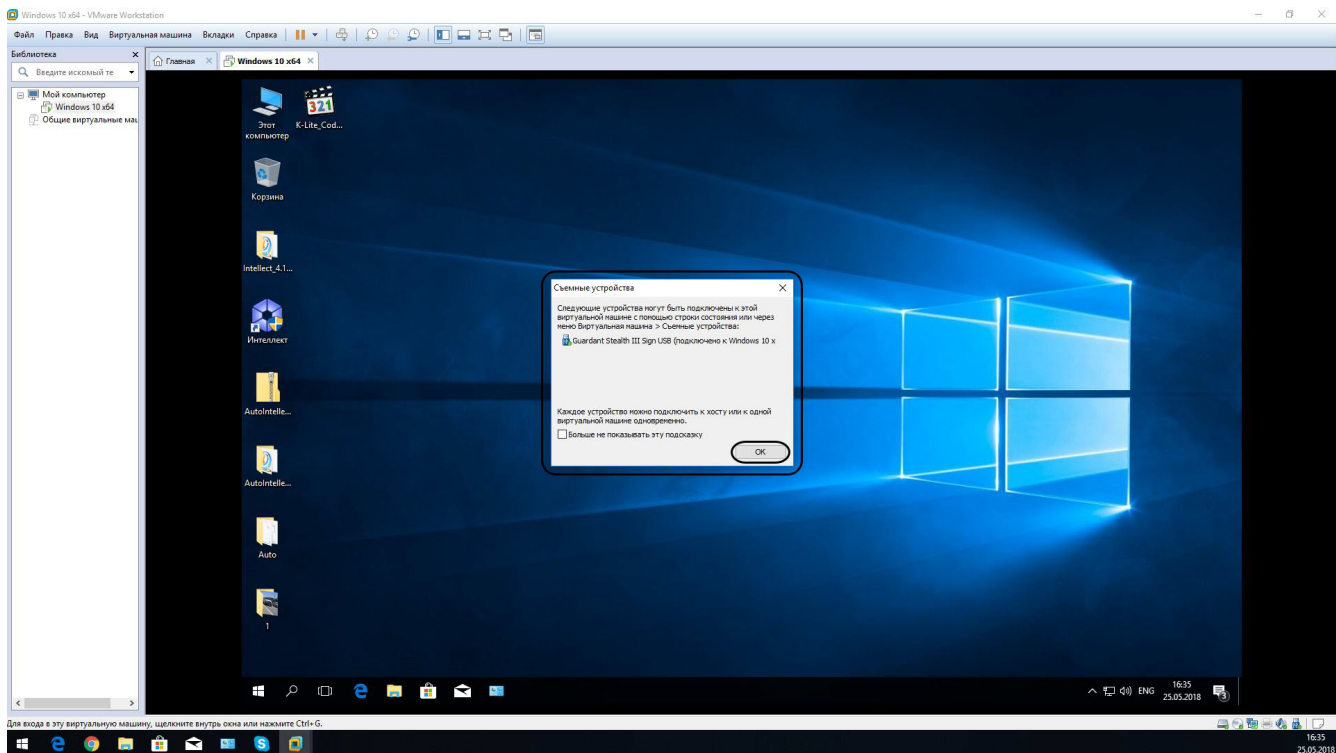 Windows 10 x64 - VMware Workstation
Файл Правка Вид Виртуальная машина Вкладки Справка
Библиотека
Введите искомый те
Мой компьютер
Windows 10 x64
Общие виртуальные маш
Главная
Windows 10 x64
Этот компьютер
K-Lite_Cod...
Корзина
Intellect_4.1...
Интеллект
AutoIntelle...
AutoIntelle...
Auto
1
321
Съемные устройства
Следующие устройства могут быть подключены к этой
виртуальной машине с помощью строки состояния или через
меню Виртуальная машина > Съемные устройства:
Guardant Stealth III Sign USB (подключено к Windows 10 x
Каждое устройство можно подключить к хосту или к одной
виртуальной машине одновременно.
Больше не показывать эту подсказку
OK
ENG
16:35
25.05.2018
3
Для входа в эту виртуальную машину, щелкните внутрь окна или нажмите Ctrl+G.
16:35
25.05.2018